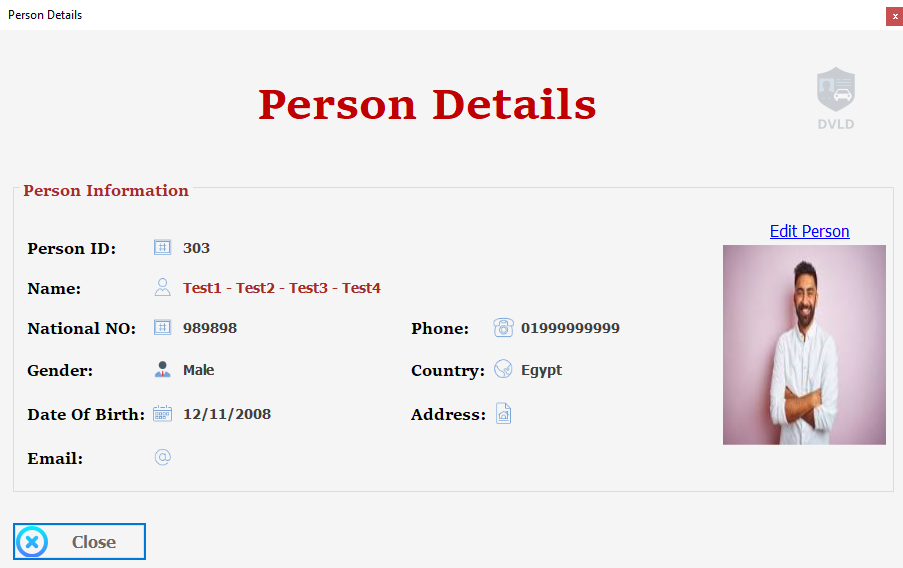 Person Details
x
Person Details
DVLD
Person Information
Edit Person
Person ID: 303
Name: Test1 - Test2 - Test3 - Test4
National NO: 989898 Phone: 01999999999
Gender: Male Country: Egypt
Date Of Birth: 12/11/2008 Address:
Email:
Close